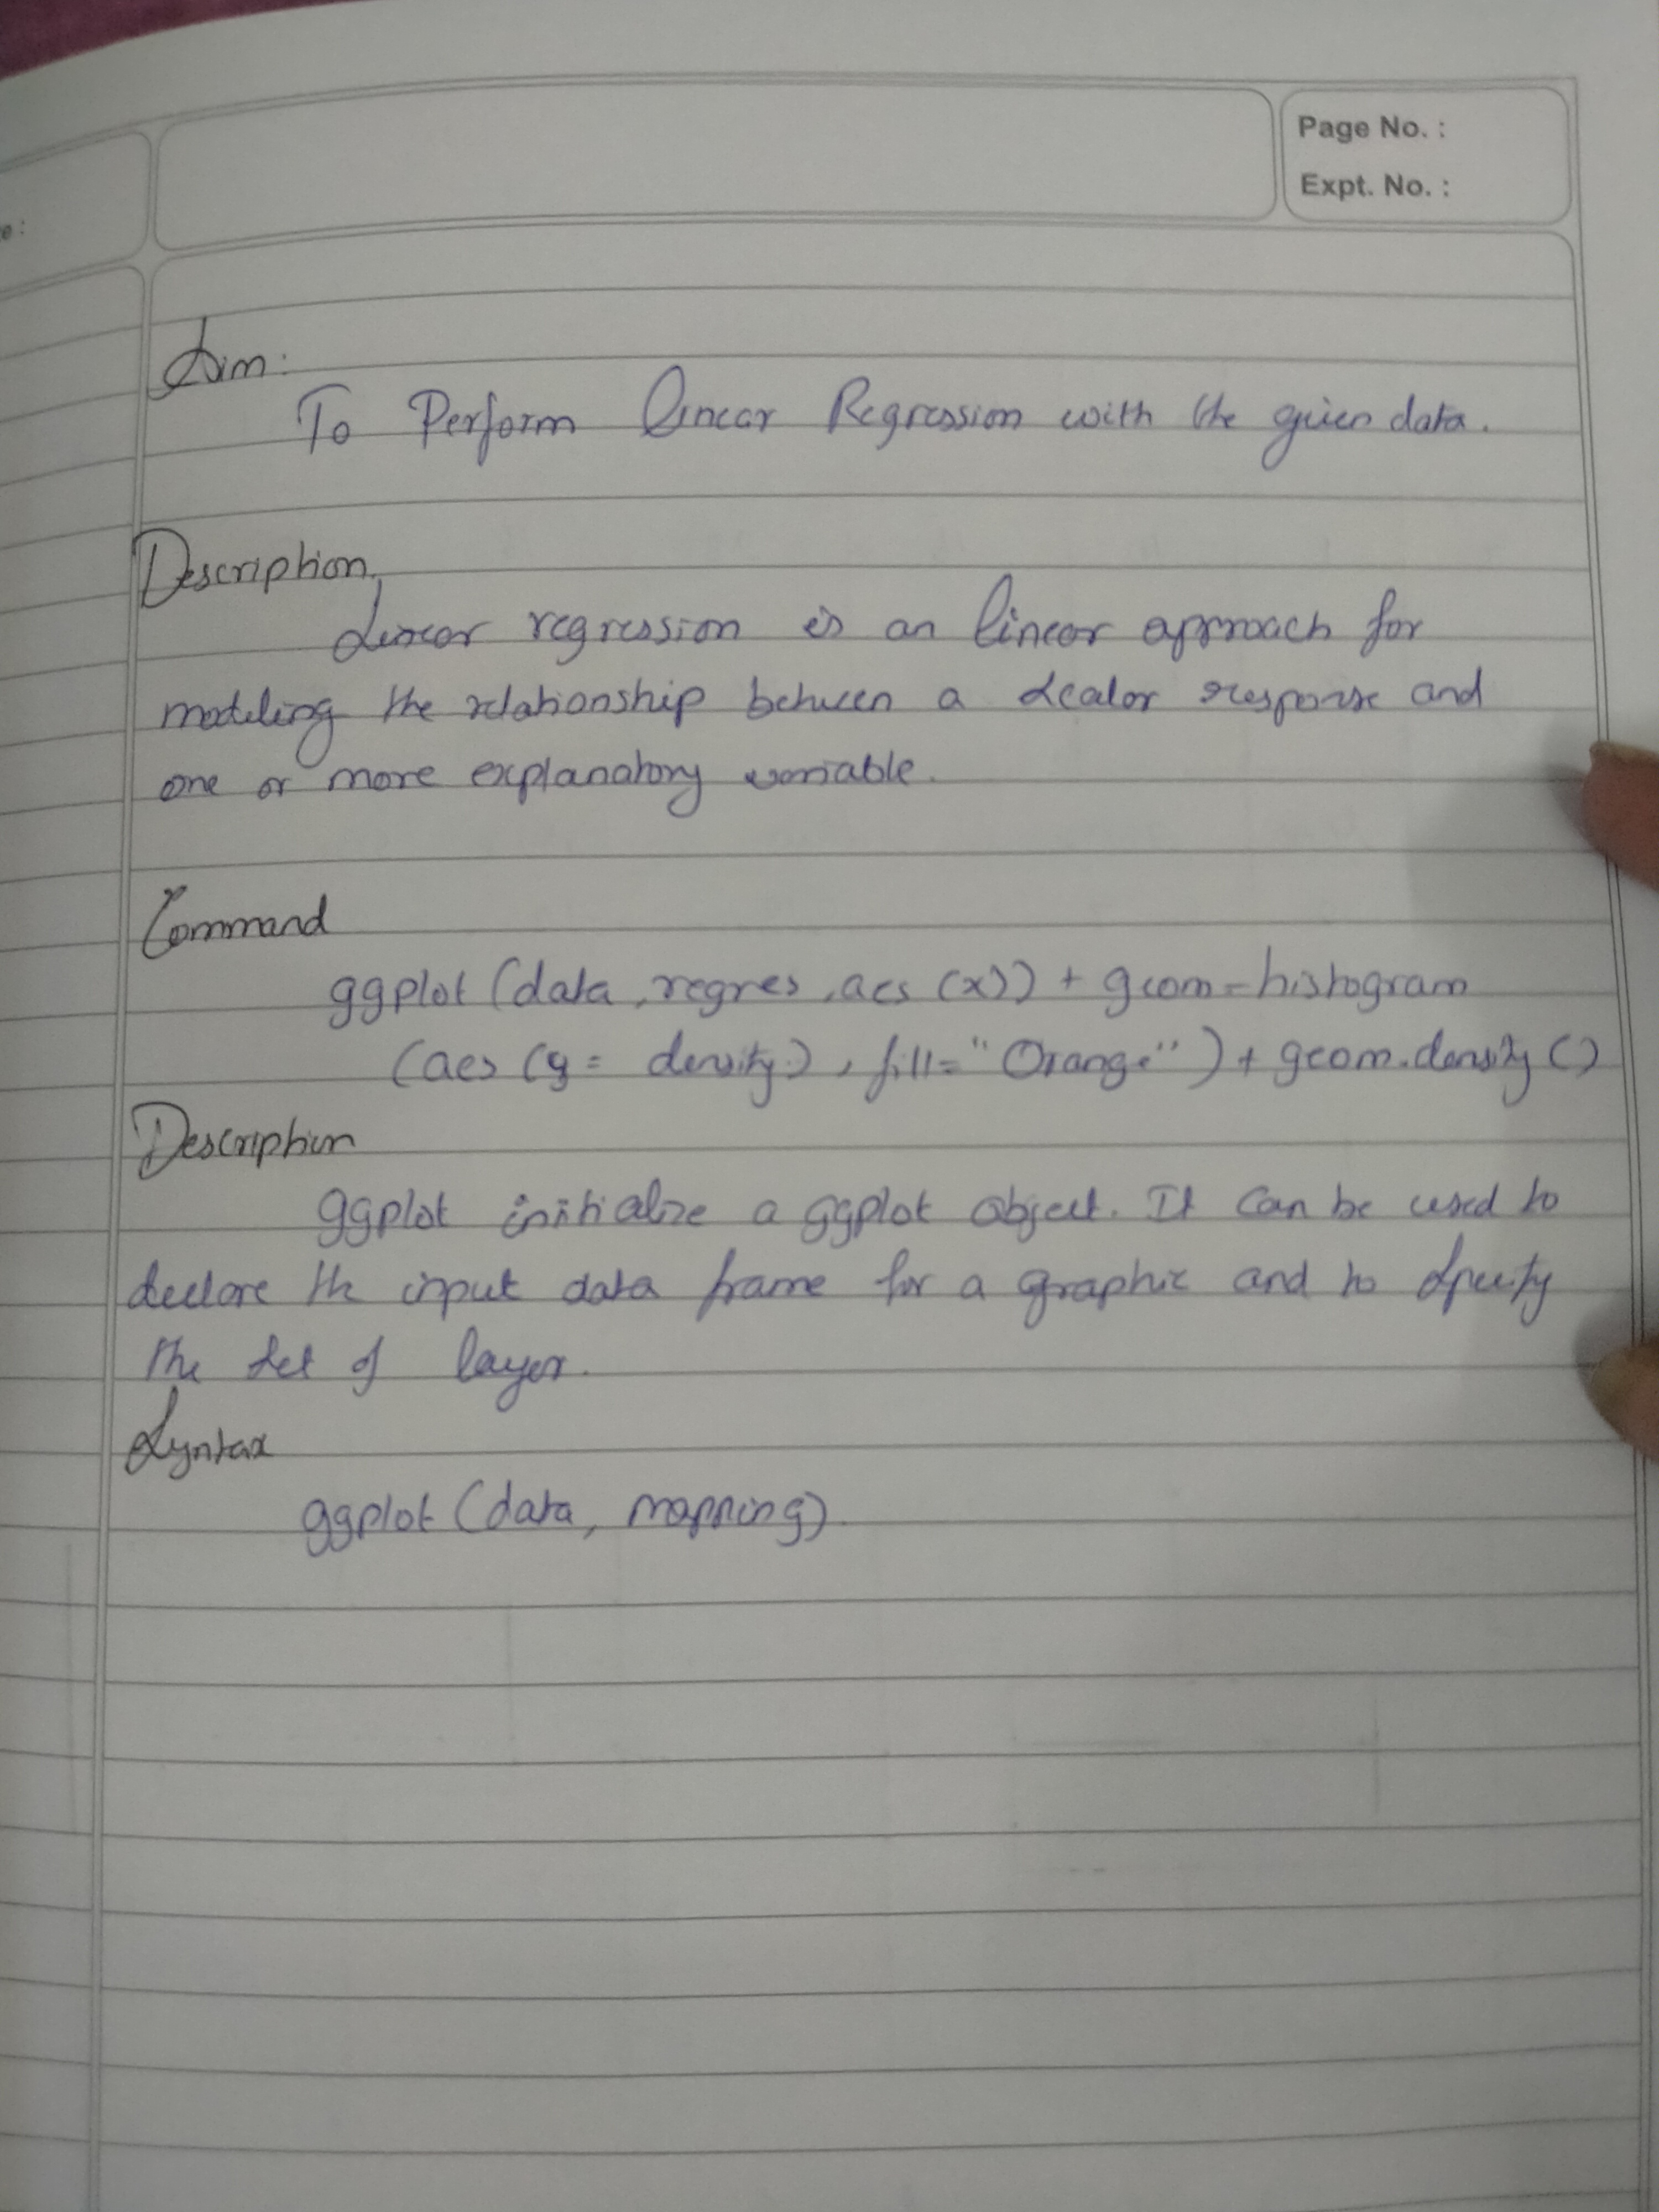 Page No. :
Expt. No. :
e :
Aim:
To Perform linear Regression with the given data.
Description
Linear regression is an linear approach for
modeling the relationship between a scalar response and
one or more explanatory variable.
Command
ggplot (data, regres, aes (x)) + geom-histogram
(aes (y = density), fill="Orange") + geom.density ()
Description
ggplot initialize a ggplot object. It can be used to
declare the input data frame for a graphic and to specify
the set of layer.
Syntax
ggplot (data, mapping).